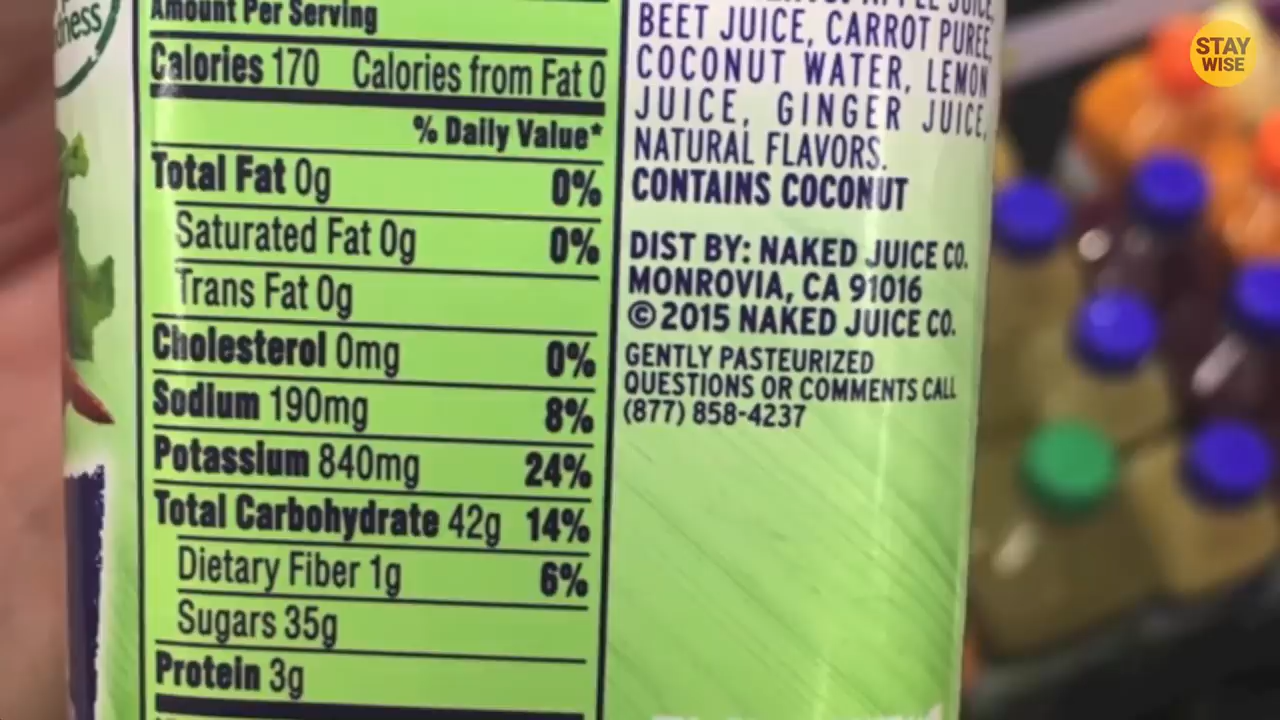 Amount Per Serving
Calories 170 Calories from Fat 0
% Daily Value*
Total Fat 0g 0%
Saturated Fat 0g 0%
Trans Fat 0g
Cholesterol 0mg 0%
Sodium 190mg 8%
Potassium 840mg 24%
Total Carbohydrate 42g 14%
Dietary Fiber 1g 6%
Sugars 35g
Protein 3g
APPLE JUICE,
BEET JUICE, CARROT PUREE,
COCONUT WATER, LEMON
JUICE, GINGER JUICE,
NATURAL FLAVORS.
CONTAINS COCONUT
DIST BY: NAKED JUICE CO.
MONROVIA, CA 91016
© 2015 NAKED JUICE CO.
GENTLY PASTEURIZED
QUESTIONS OR COMMENTS CALL
(877) 858-4237
STAY
WISE